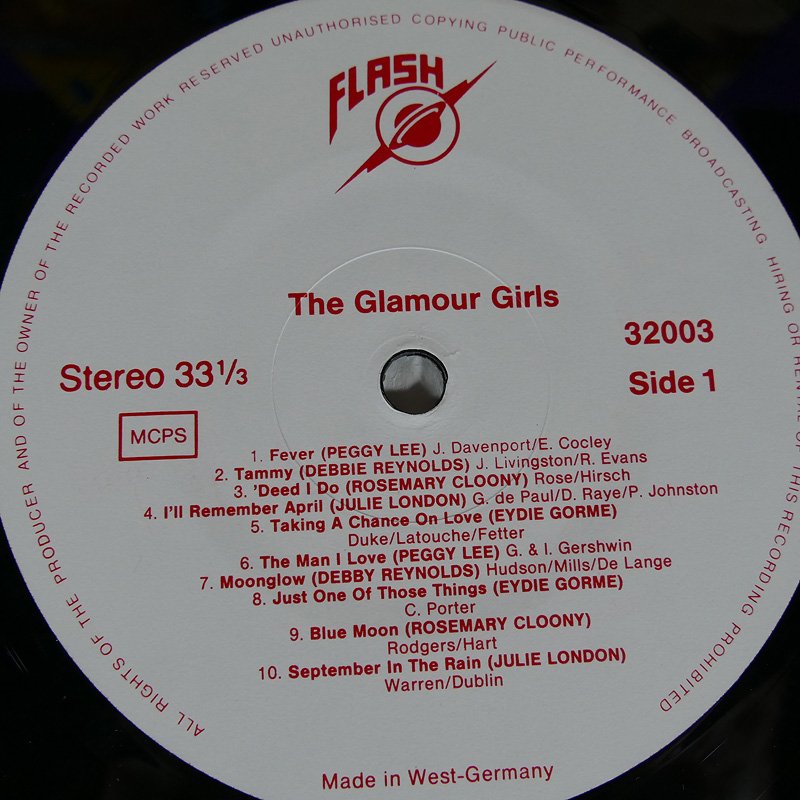 ALL RIGHTS OF THE PRODUCER AND OF THE OWNER OF THE RECORDED WORK RESERVED UNAUTHORISED COPYING PUBLIC PERFORMANCE BROADCASTING HIRING OR RENTAL OF THIS RECORDING PROHIBITED
FLASH
The Glamour Girls
32003
Stereo 33⅓
Side 1
MCPS
1. Fever (PEGGY LEE) J. Davenport/E. Cocley
2. Tammy (DEBBIE REYNOLDS) J. Livingston/R. Evans
3. 'Deed I Do (ROSEMARY CLOONY) Rose/Hirsch
4. I'll Remember April (JULIE LONDON) G. de Paul/D. Raye/P. Johnston
5. Taking A Chance On Love (EYDIE GORME)
Duke/Latouche/Fetter
6. The Man I Love (PEGGY LEE) G. & I. Gershwin
7. Moonglow (DEBBY REYNOLDS) Hudson/Mills/De Lange
8. Just One Of Those Things (EYDIE GORME)
C. Porter
9. Blue Moon (ROSEMARY CLOONY)
Rodgers/Hart
10. September In The Rain (JULIE LONDON)
Warren/Dublin
Made in West-Germany